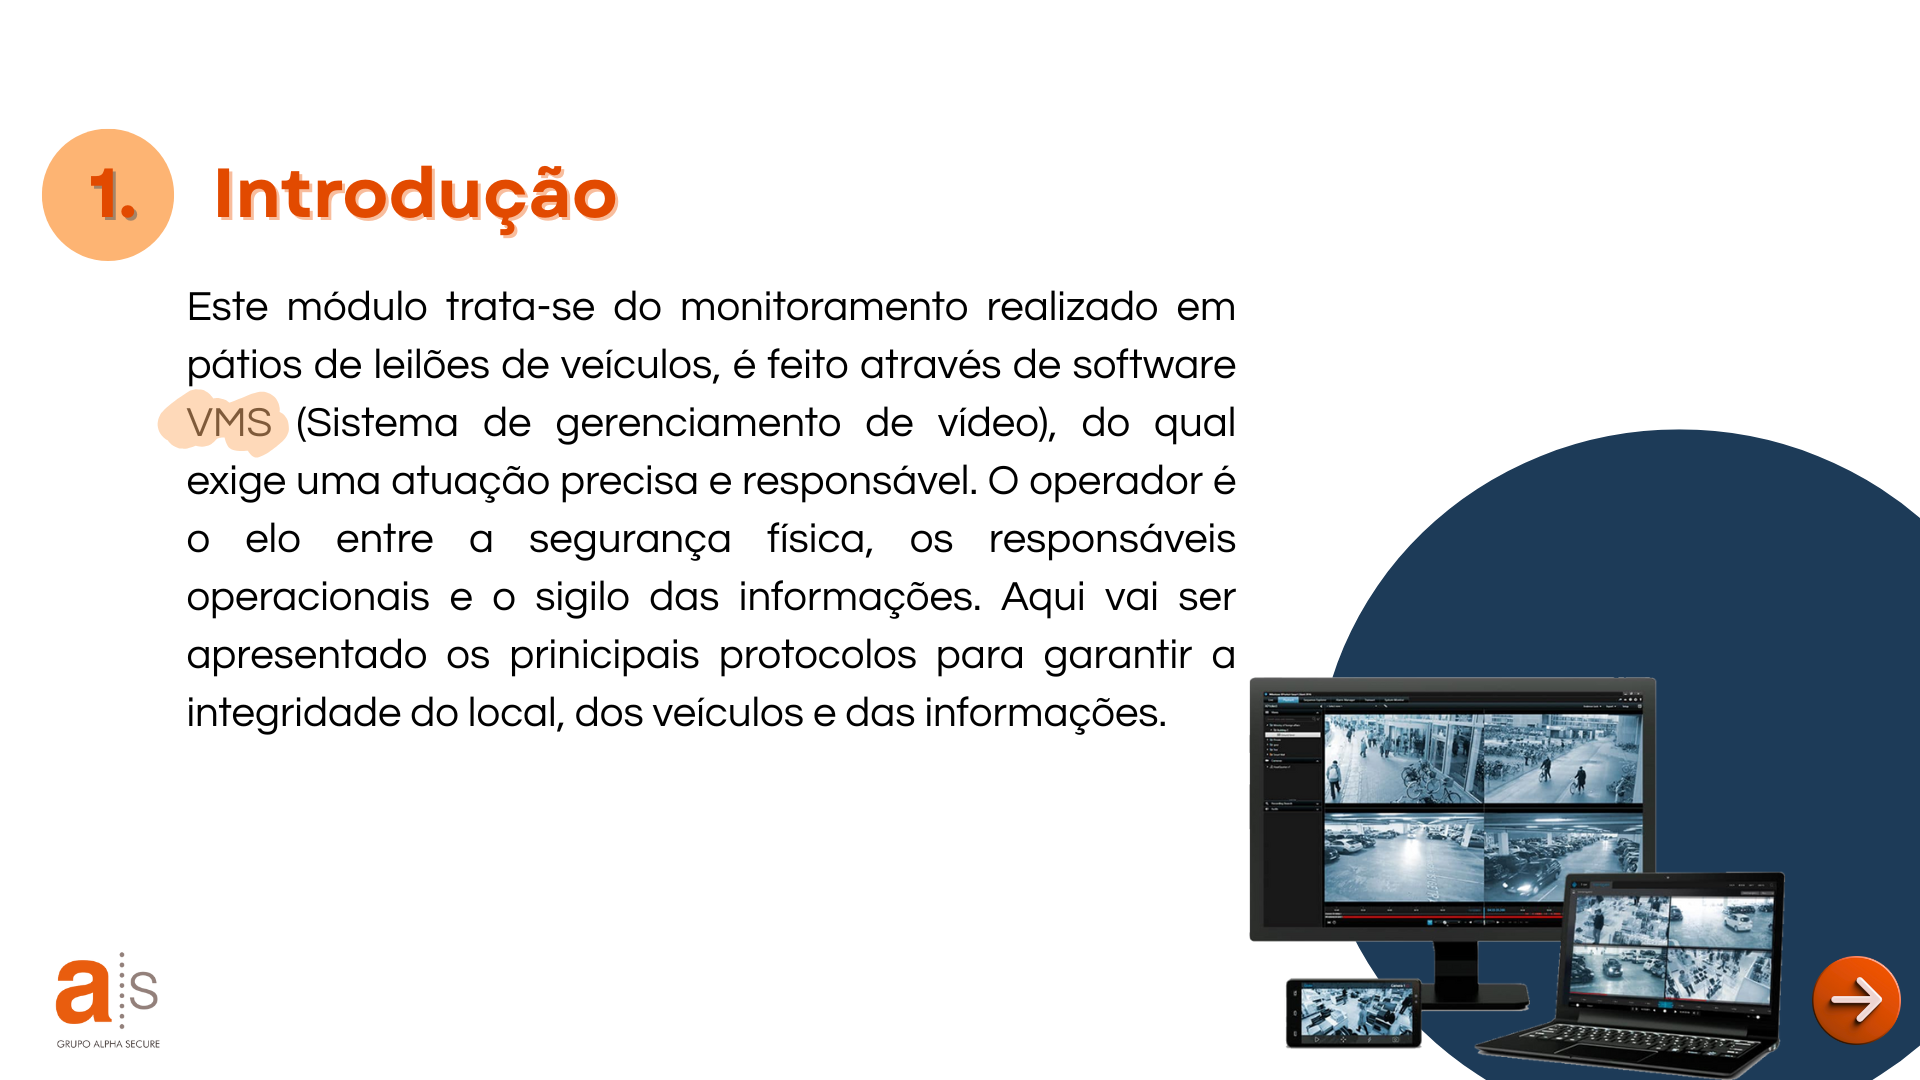 1.
Introdução
Este módulo trata-se do monitoramento realizado em
pátios de leilões de veículos, é feito através de software
VMS (Sistema de gerenciamento de vídeo), do qual
exige uma atuação precisa e responsável. O operador é
o elo entre a segurança física, os responsáveis
operacionais e o sigilo das informações. Aqui vai ser
apresentado os prinicipais protocolos para garantir a
integridade do local, dos veículos e das informações.
a s
GRUPO ALPHA SECURE